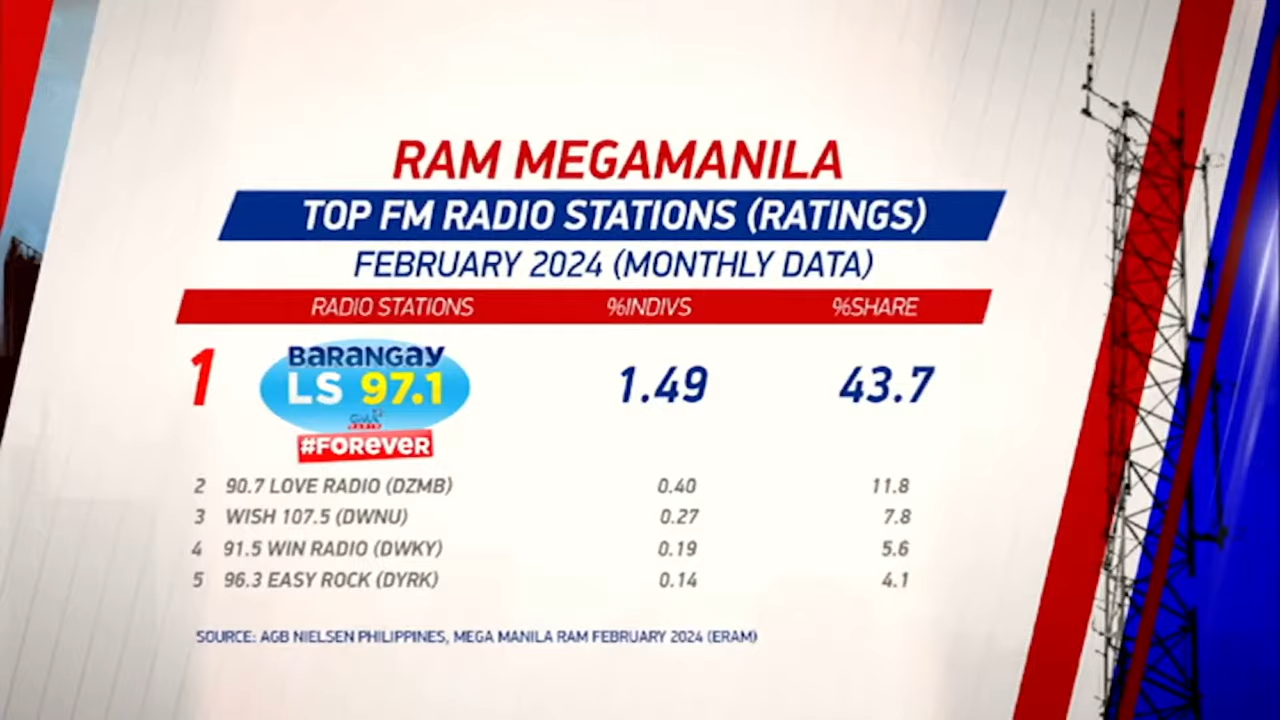 RAM MEGAMANILA
TOP FM RADIO STATIONS (RATINGS)
FEBRUARY 2024 (MONTHLY DATA)
RADIO STATIONS %INDIVS %SHARE
1 BARANGAY LS 97.1 GMA RADIO #FOREVER 1.49 43.7
2 90.7 LOVE RADIO (DZMB) 0.40 11.8
3 WISH 107.5 (DWNU) 0.27 7.8
4 91.5 WIN RADIO (DWKY) 0.19 5.6
5 96.3 EASY ROCK (DYRK) 0.14 4.1
SOURCE: AGB NIELSEN PHILIPPINES, MEGA MANILA RAM FEBRUARY 2024 (ERAM)